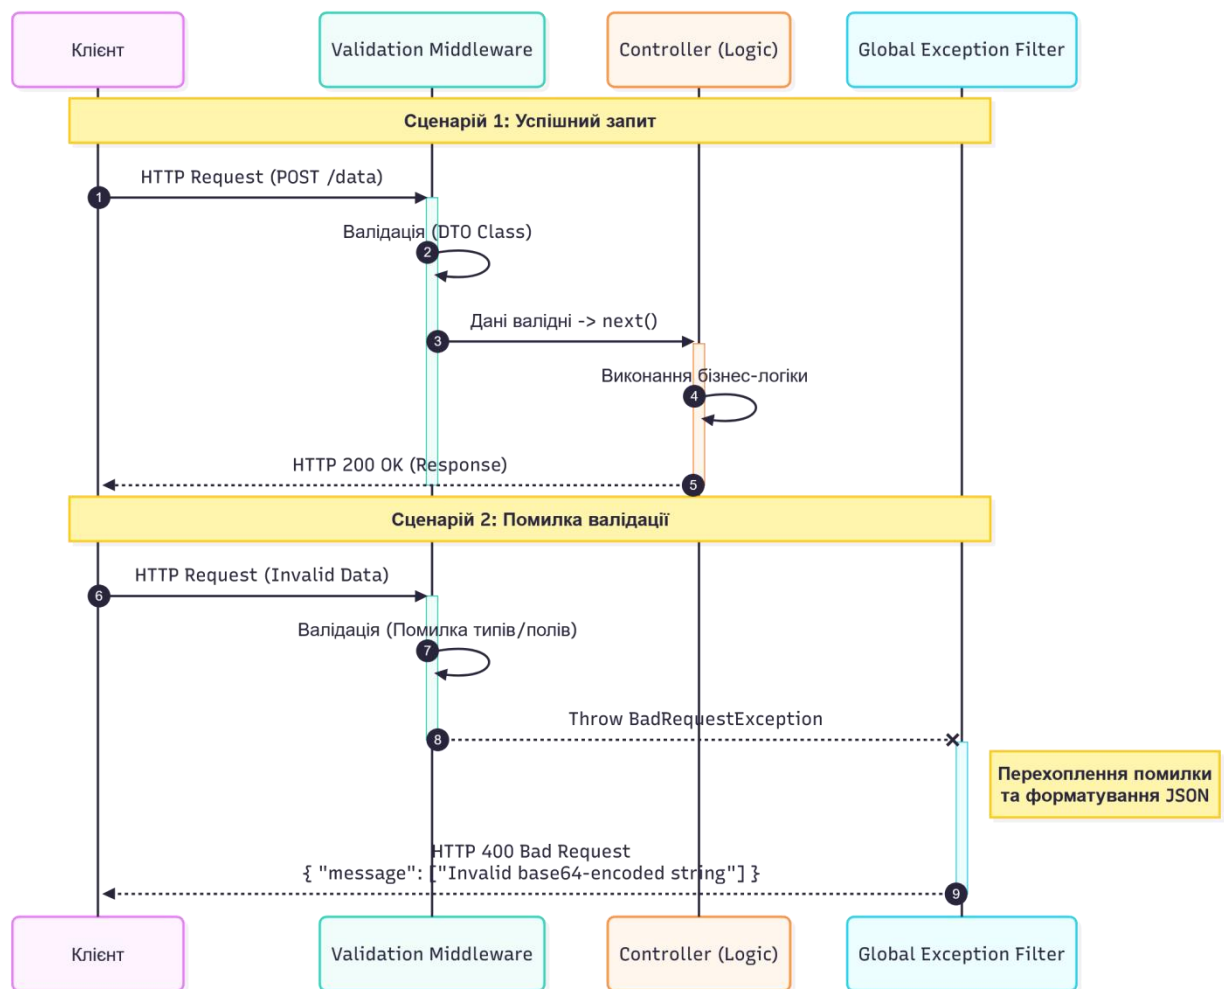 Клієнт
Validation Middleware
Controller (Logic)
Global Exception Filter
Сценарій 1: Успішний запит
HTTP Request (POST /data)
1
Валідація (DTO Class)
2
Дані валідні -> next()
3
Виконання бізнес-логіки
4
HTTP 200 OK (Response)
5
Сценарій 2: Помилка валідації
HTTP Request (Invalid Data)
6
Валідація (Помилка типів/полів)
7
Throw BadRequestException
8
Перехоплення помилки
та форматування JSON
HTTP 400 Bad Request
{ "message": ["Invalid base64-encoded string"] }
9
Клієнт
Validation Middleware
Controller (Logic)
Global Exception Filter